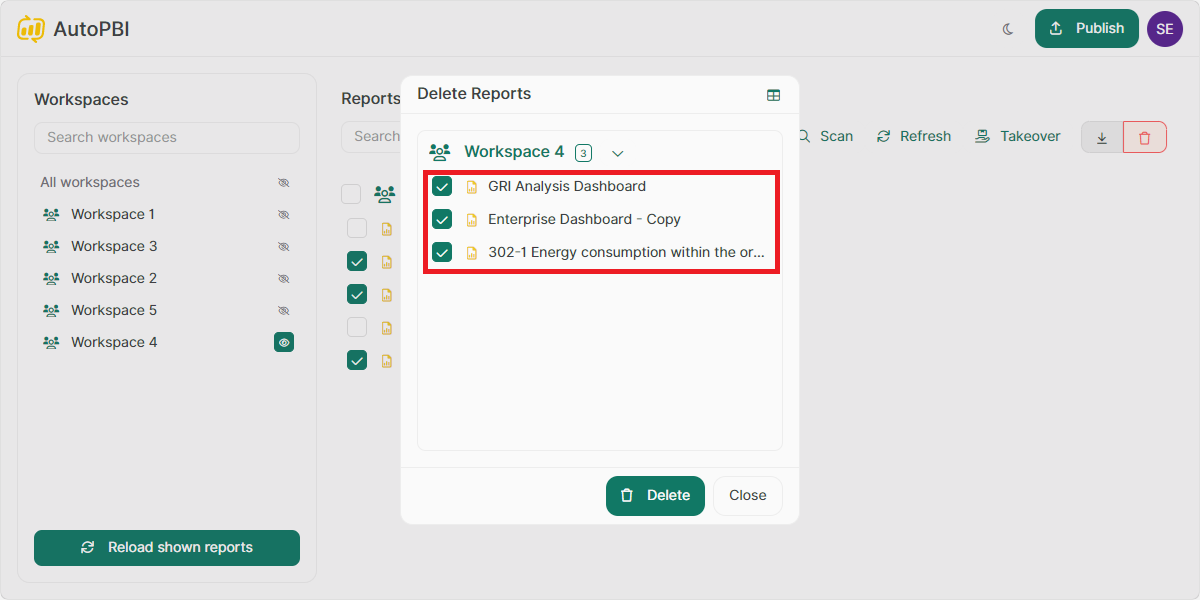 AutoPBI
Publish
SE
Workspaces
Search workspaces
All workspaces
Workspace 1
Workspace 3
Workspace 2
Workspace 5
Workspace 4
Reload shown reports
Reports
Search
Scan
Refresh
Takeover
Delete Reports
Workspace 4 3
GRI Analysis Dashboard
Enterprise Dashboard - Copy
302-1 Energy consumption within the or...
Delete
Close